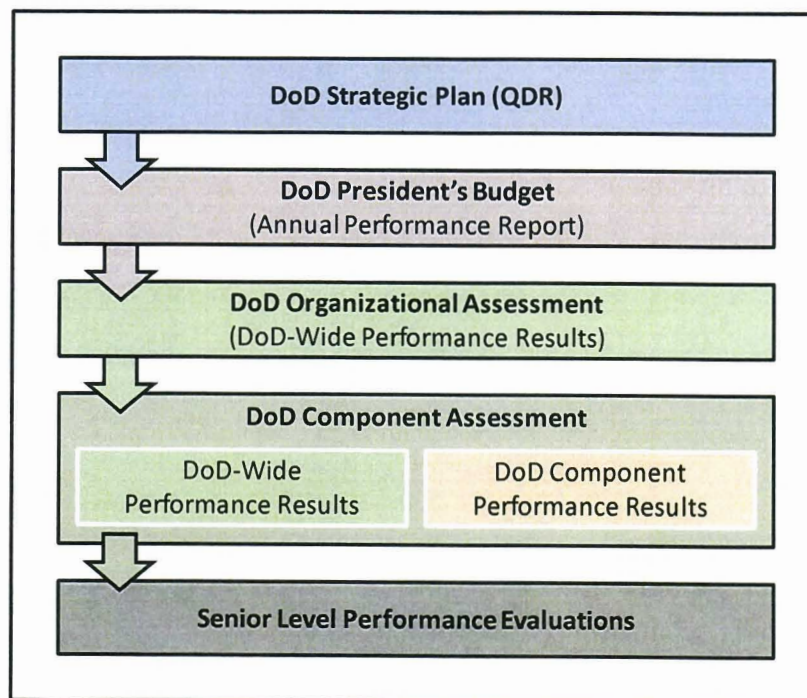 DoD Strategic Plan (QDR)
DoD President's Budget
(Annual Performance Report)
DoD Organizational Assessment
(DoD-Wide Performance Results)
DoD Component Assessment
DoD-Wide
Performance Results
DoD Component
Performance Results
Senior Level Performance Evaluations